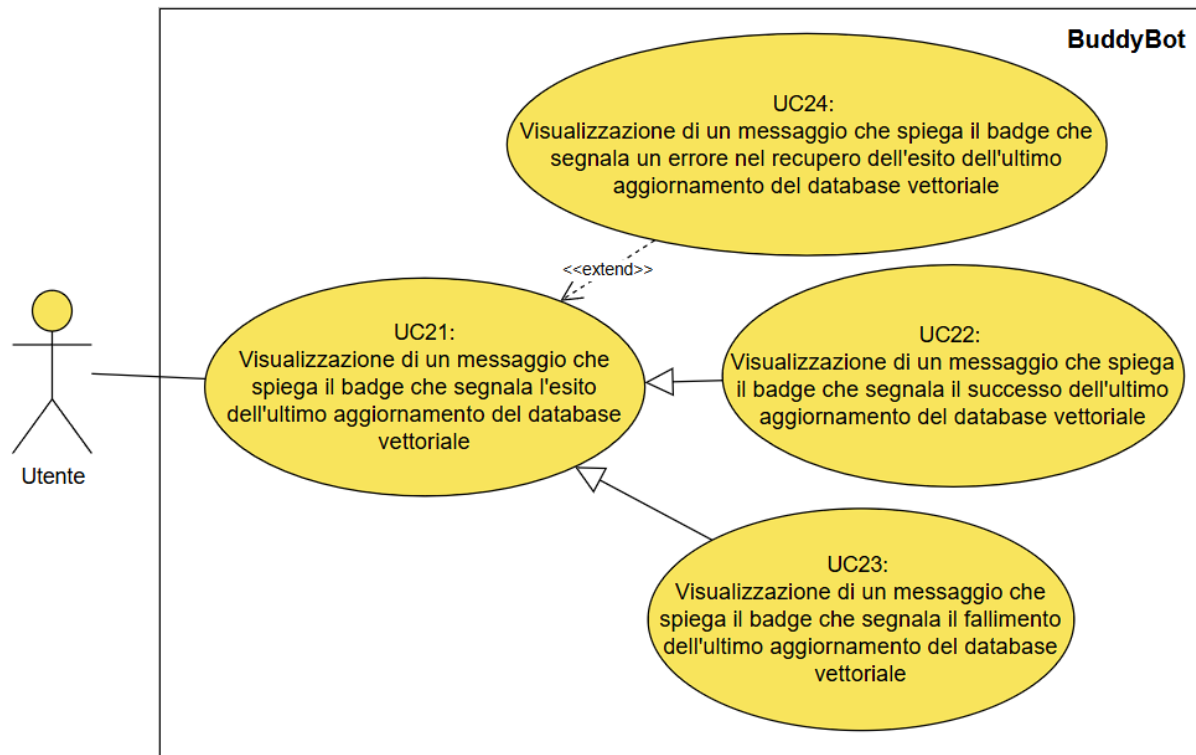 BuddyBot
UC24:
Visualizzazione di un messaggio che spiega il badge che
segnala un errore nel recupero dell'esito dell'ultimo
aggiornamento del database vettoriale
<<extend>>
UC21:
Visualizzazione di un messaggio che
spiega il badge che segnala l'esito
dell'ultimo aggiornamento del database
vettoriale
UC22:
Visualizzazione di un messaggio che spiega
il badge che segnala il successo dell'ultimo
aggiornamento del database vettoriale
Utente
UC23:
Visualizzazione di un messaggio che
spiega il badge che segnala il fallimento
dell'ultimo aggiornamento del database
vettoriale